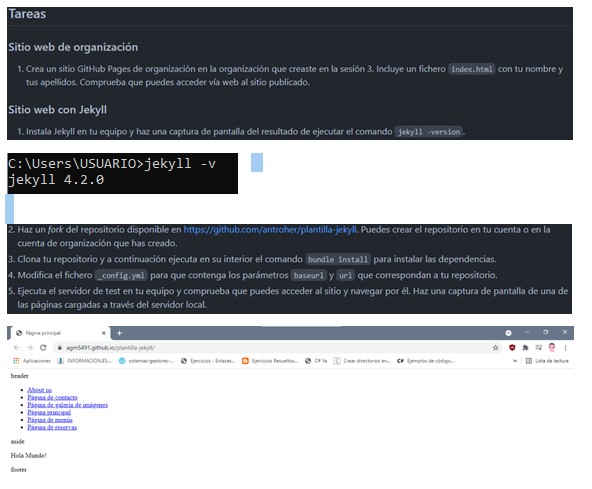 Tareas
Sitio web de organización
1. Crea un sitio GitHub Pages de organización en la organización que creaste en la sesión 3. Incluye un fichero index.html con tu nombre y
tus apellidos. Comprueba que puedes acceder vía web al sitio publicado.
Sitio web con Jekyll
1. Instala Jekyll en tu equipo y haz una captura de pantalla del resultado de ejecutar el comando jekyll -version.
C:\Users\USUARIO>jekyll -v
jekyll 4.2.0
2. Haz un fork del repositorio disponible en https://github.com/antroher/plantilla-jekyll. Puedes crear el repositorio en tu cuenta o en la
cuenta de organización que has creado.
3. Clona tu repositorio y a continuación ejecuta en su interior el comando bundle install para instalar las dependencias.
4. Modifica el fichero _config.yml para que contenga los parámetros baseurl y url que correspondan a tu repositorio.
5. Ejecuta el servidor de test en tu equipo y comprueba que puedes acceder al sitio y navegar por él. Haz una captura de pantalla de una de
las páginas cargadas a través del servidor local.
Página principal
agm5491.github.io/plantilla-jekyll/
Aplicaciones INFORMACION.ES:... sistemas-gestores-... Ejercicios - Enlaces... Ejercicios Resueltos... C# Ya Crear directorios en... Ejemplos de código... Lista de lectura
header
About us
Página de contacto
Página de galería de imágenes
Página principal
Página de menús
Página de reservas
aside
Hola Mundo!
footer